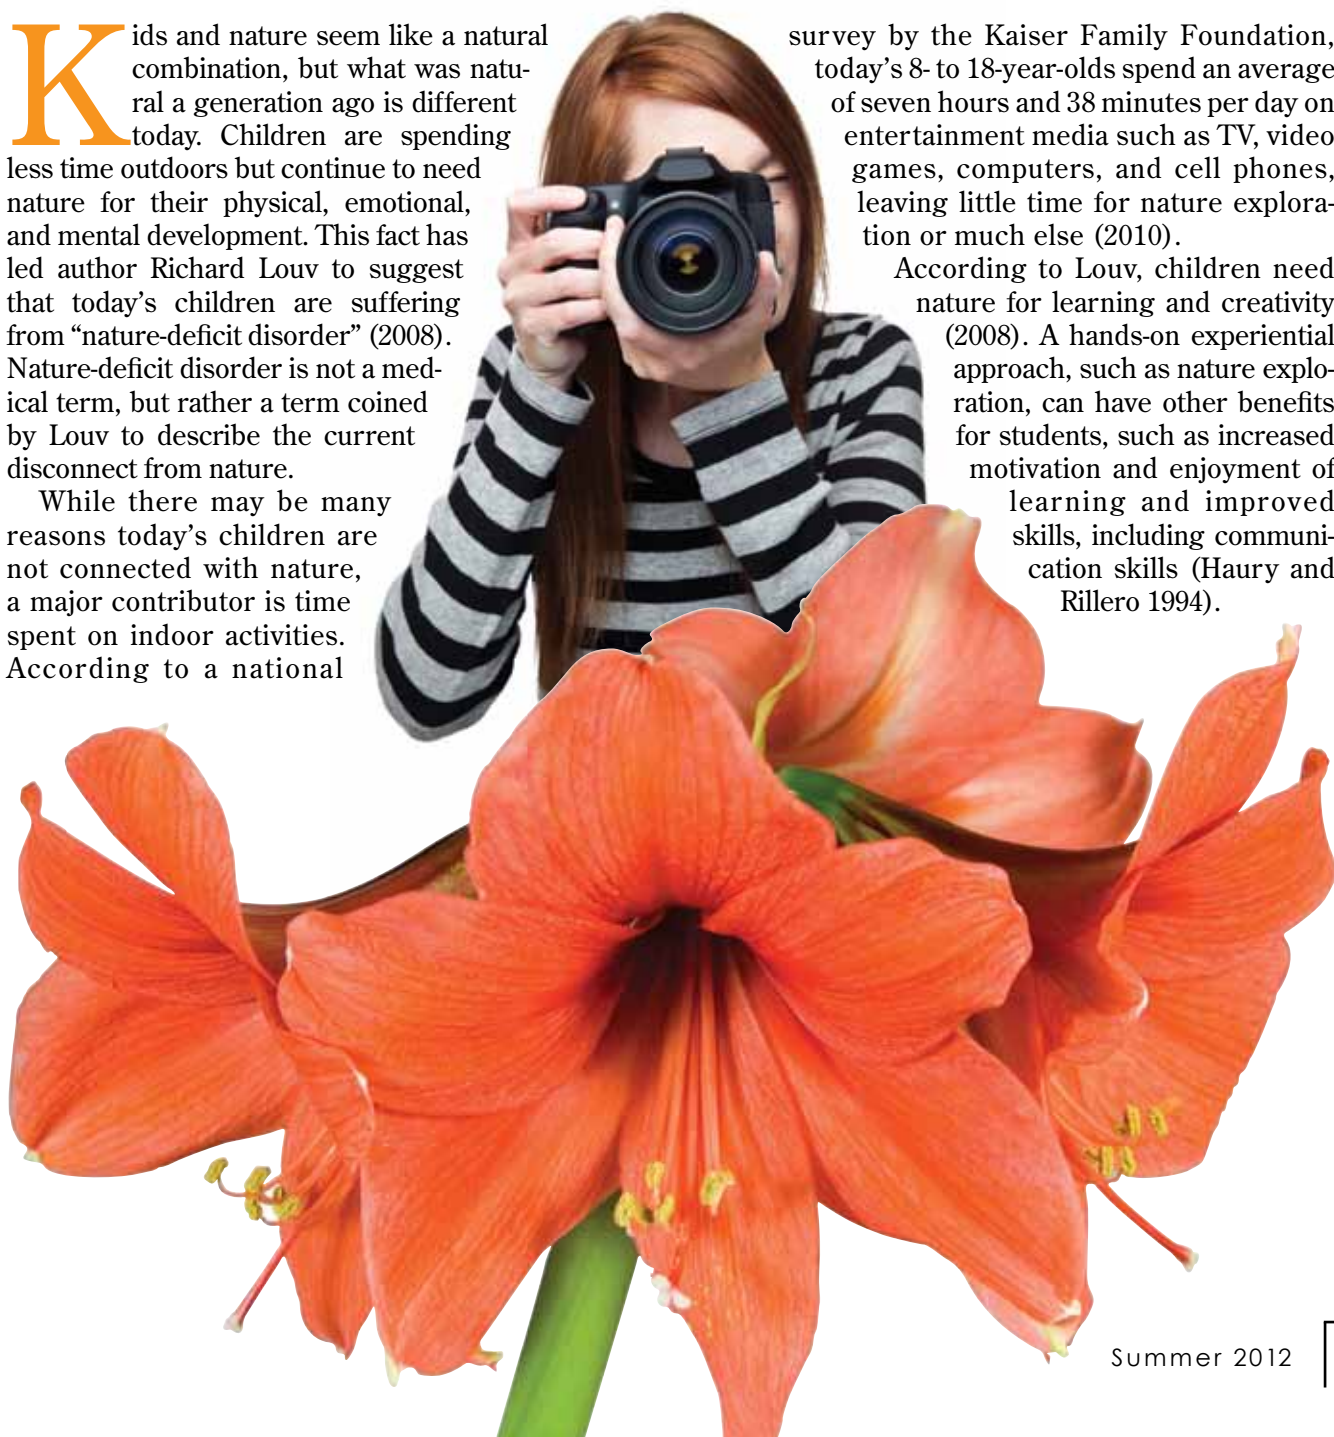 Kids and nature seem like a natural
combination, but what was natu-
ral a generation ago is different
today. Children are spending
less time outdoors but continue to need
nature for their physical, emotional,
and mental development. This fact has
led author Richard Louv to suggest
that today's children are suffering
from “nature-deficit disorder” (2008).
Nature-deficit disorder is not a med-
ical term, but rather a term coined
by Louv to describe the current
disconnect from nature.
While there may be many
reasons today's children are
not connected with nature,
a major contributor is time
spent on indoor activities.
According to a national
survey by the Kaiser Family Foundation,
today's 8- to 18-year-olds spend an average
of seven hours and 38 minutes per day on
entertainment media such as TV, video
games, computers, and cell phones,
leaving little time for nature explora-
tion or much else (2010).
According to Louv, children need
nature for learning and creativity
(2008). A hands-on experiential
approach, such as nature explo-
ration, can have other benefits
for students, such as increased
motivation and enjoyment of
learning and improved
skills, including communi-
cation skills (Haury and
Rillero 1994).
Summer 2012